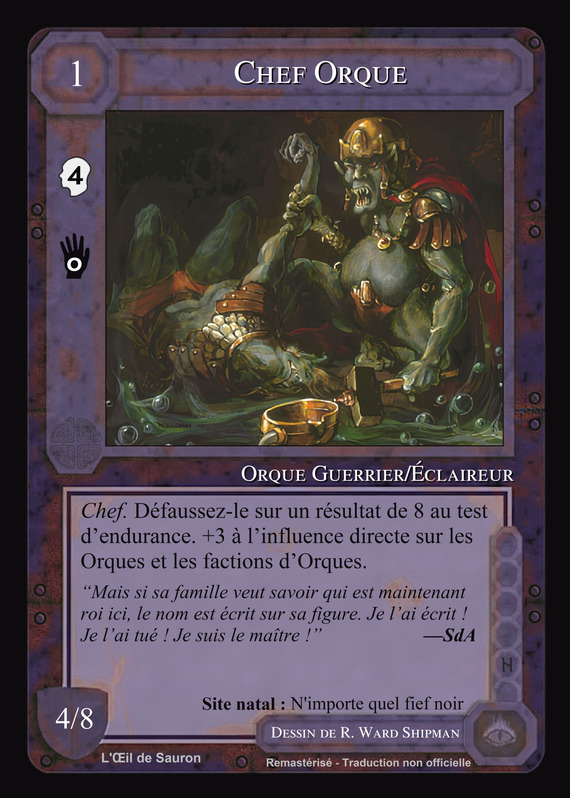 1
CHEF ORQUE
4
0
ORQUE GUERRIER/ÉCLAIREUR
Chef. Défaussez-le sur un résultat de 8 au test
d’endurance. +3 à l’influence directe sur les
Orques et les factions d’Orques.
“Mais si sa famille veut savoir qui est maintenant
roi ici, le nom est écrit sur sa figure. Je l’ai écrit !
Je l’ai tué ! Je suis le maître !” —SdA
Site natal : N'importe quel fief noir
4/8
DESSIN DE R. WARD SHIPMAN
L'Œil de Sauron
Remastérisé - Traduction non officielle